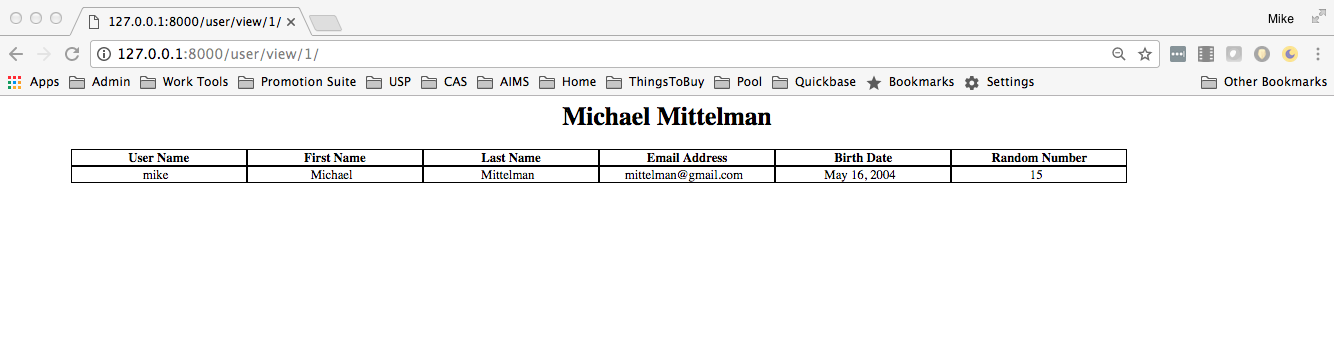 127.0.0.1:8000/user/view/1/
Mike
127.0.0.1:8000/user/view/1/
Apps Admin Work Tools Promotion Suite USP CAS AIMS Home ThingsToBuy Pool Quickbase Bookmarks Settings Other Bookmarks
Michael Mittelman
User Name First Name Last Name Email Address Birth Date Random Number
mike Michael Mittelman mittelman@gmail.com May 16, 2004 15